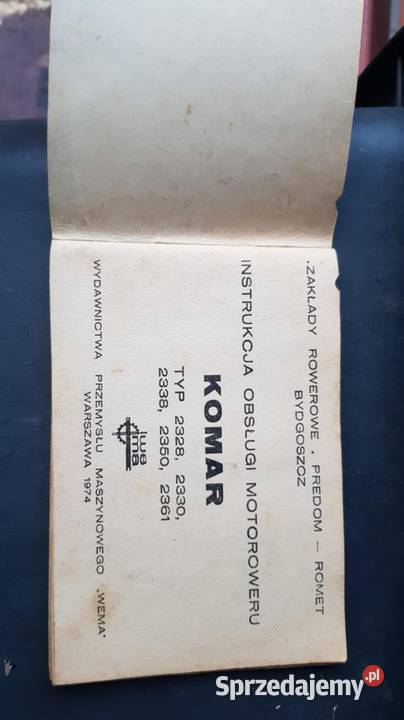 „ZAKŁADY ROWEROWE „ PREDOM — ROMET
BYDGOSZCZ
INSTRUKCJA OBSŁUGI MOTOROWERU
KOMAR
TYP 2328, 2330,
2338, 2350, 2361
wema
WYDAWNICTWA PRZEMYSŁU MASZYNOWEGO „WEMA"
WARSZAWA 1974
Sprzedajemy.pl